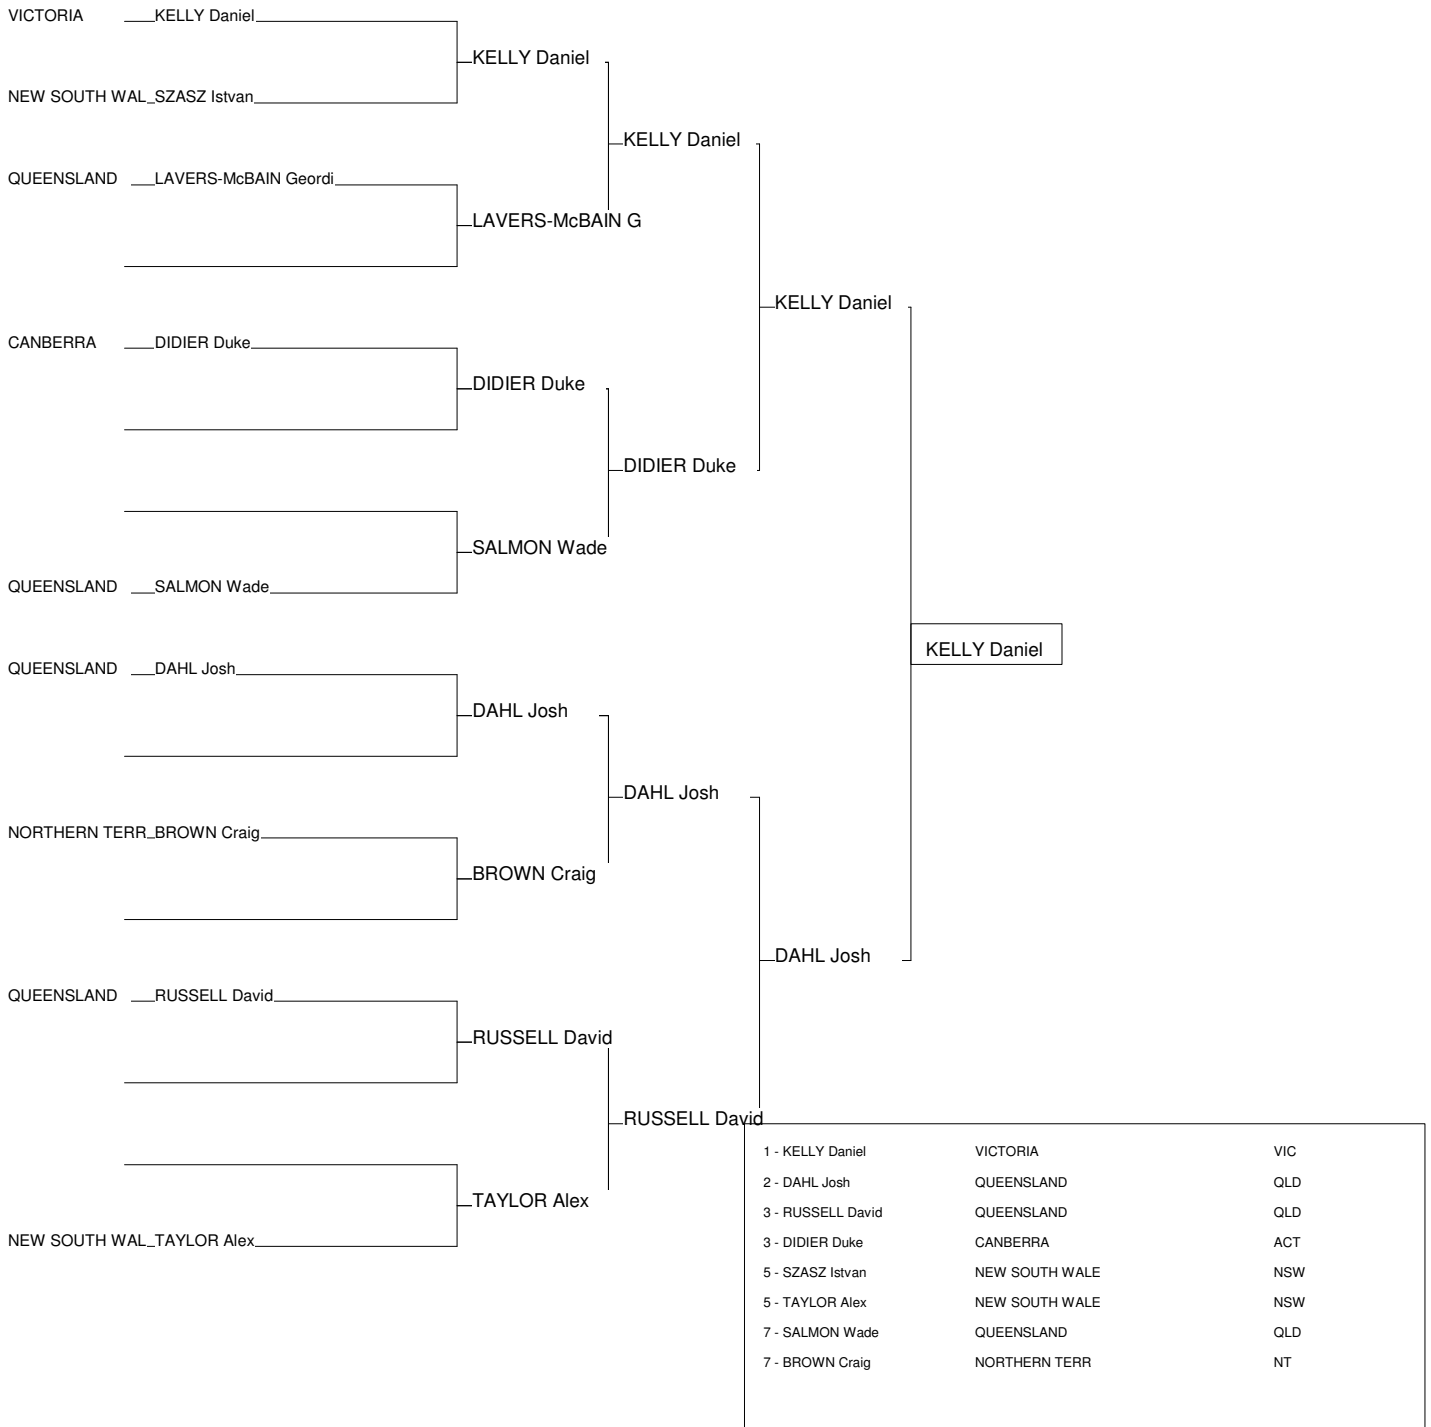 VICTORIA KELLY Daniel
KELLY Daniel
NEW SOUTH WAL SZASZ Istvan
KELLY Daniel
QUEENSLAND LAVERS-McBAIN Geordi
LAVERS-McBAIN G
KELLY Daniel
CANBERRA DIDIER Duke
DIDIER Duke
DIDIER Duke
SALMON Wade
QUEENSLAND SALMON Wade
KELLY Daniel
QUEENSLAND DAHL Josh
DAHL Josh
DAHL Josh
NORTHERN TERR BROWN Craig
BROWN Craig
DAHL Josh
QUEENSLAND RUSSELL David
RUSSELL David
RUSSELL David
TAYLOR Alex
NEW SOUTH WAL TAYLOR Alex
1 - KELLY Daniel VICTORIA VIC
2 - DAHL Josh QUEENSLAND QLD
3 - RUSSELL David QUEENSLAND QLD
3 - DIDIER Duke CANBERRA ACT
5 - SZASZ Istvan NEW SOUTH WALE NSW
5 - TAYLOR Alex NEW SOUTH WALE NSW
7 - SALMON Wade QUEENSLAND QLD
7 - BROWN Craig NORTHERN TERR NT